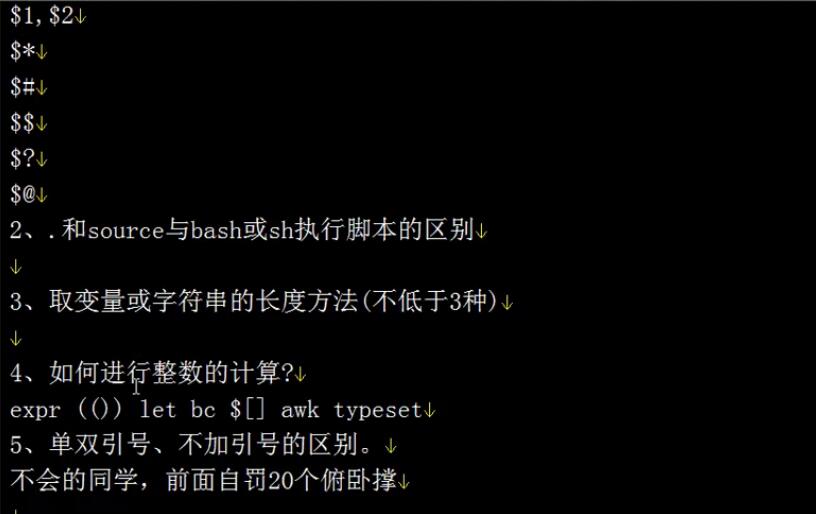 $1,$2↓
$*↓
$#↓
$$↓
$?↓
$@↓
2、.和source与bash或sh执行脚本的区别↓
↓
3、取变量或字符串的长度方法(不低于3种)↓
↓
4、如何进行整数的计算?↓
expr (()) let bc $[] awk typeset↓
5、单双引号、不加引号的区别。↓
不会的同学，前面自罚20个俯卧撑↓